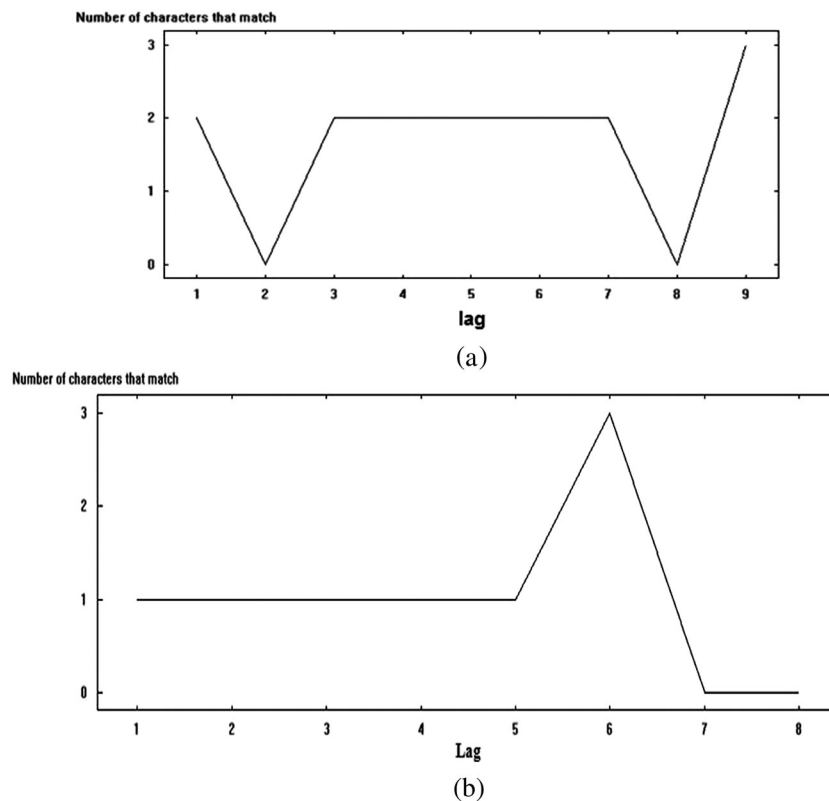 Number of characters that match
3
2
1
0
1 2 3 4 5 6 7 8 9
lag
(a)
Number of characters that match
3
2
1
0
1 2 3 4 5 6 7 8
Lag
(b)